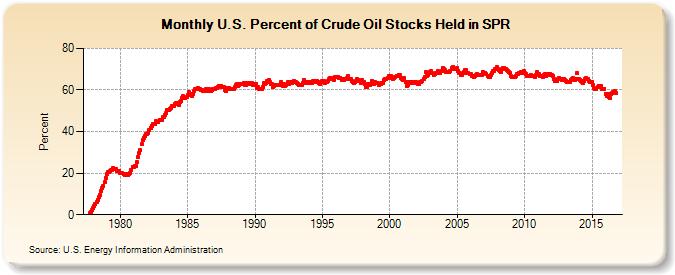 Monthly U.S. Percent of Crude Oil Stocks Held in SPR
Percent
80
60
40
20
0
1980 1985 1990 1995 2000 2005 2010 2015
Source: U.S. Energy Information Administration